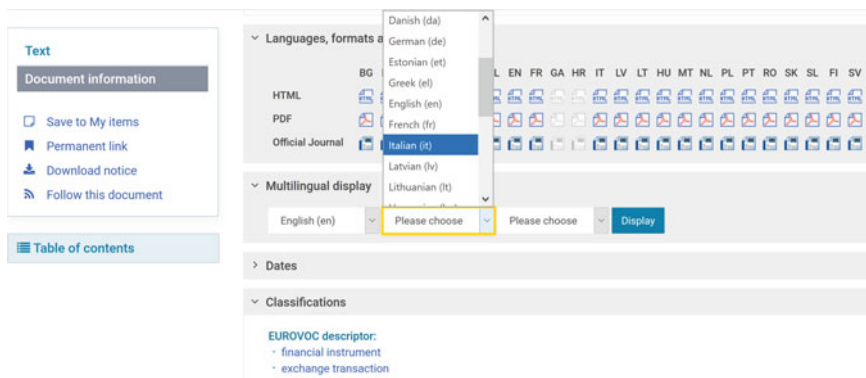 Text
Document information
Save to My items
Permanent link
Download notice
Follow this document
Table of contents
Languages, formats a
BG L EN FR GA HR IT LV LT HU MT NL PL PT RO SK SL FI SV
HTML
PDF
Official Journal
Danish (da)
German (de)
Estonian (et)
Greek (el)
English (en)
French (fr)
Italian (it)
Latvian (lv)
Lithuanian (lt)
Multilingual display
English (en) Please choose Please choose Display
Dates
Classifications
EUROVOC descriptor:
financial instrument
exchange transaction